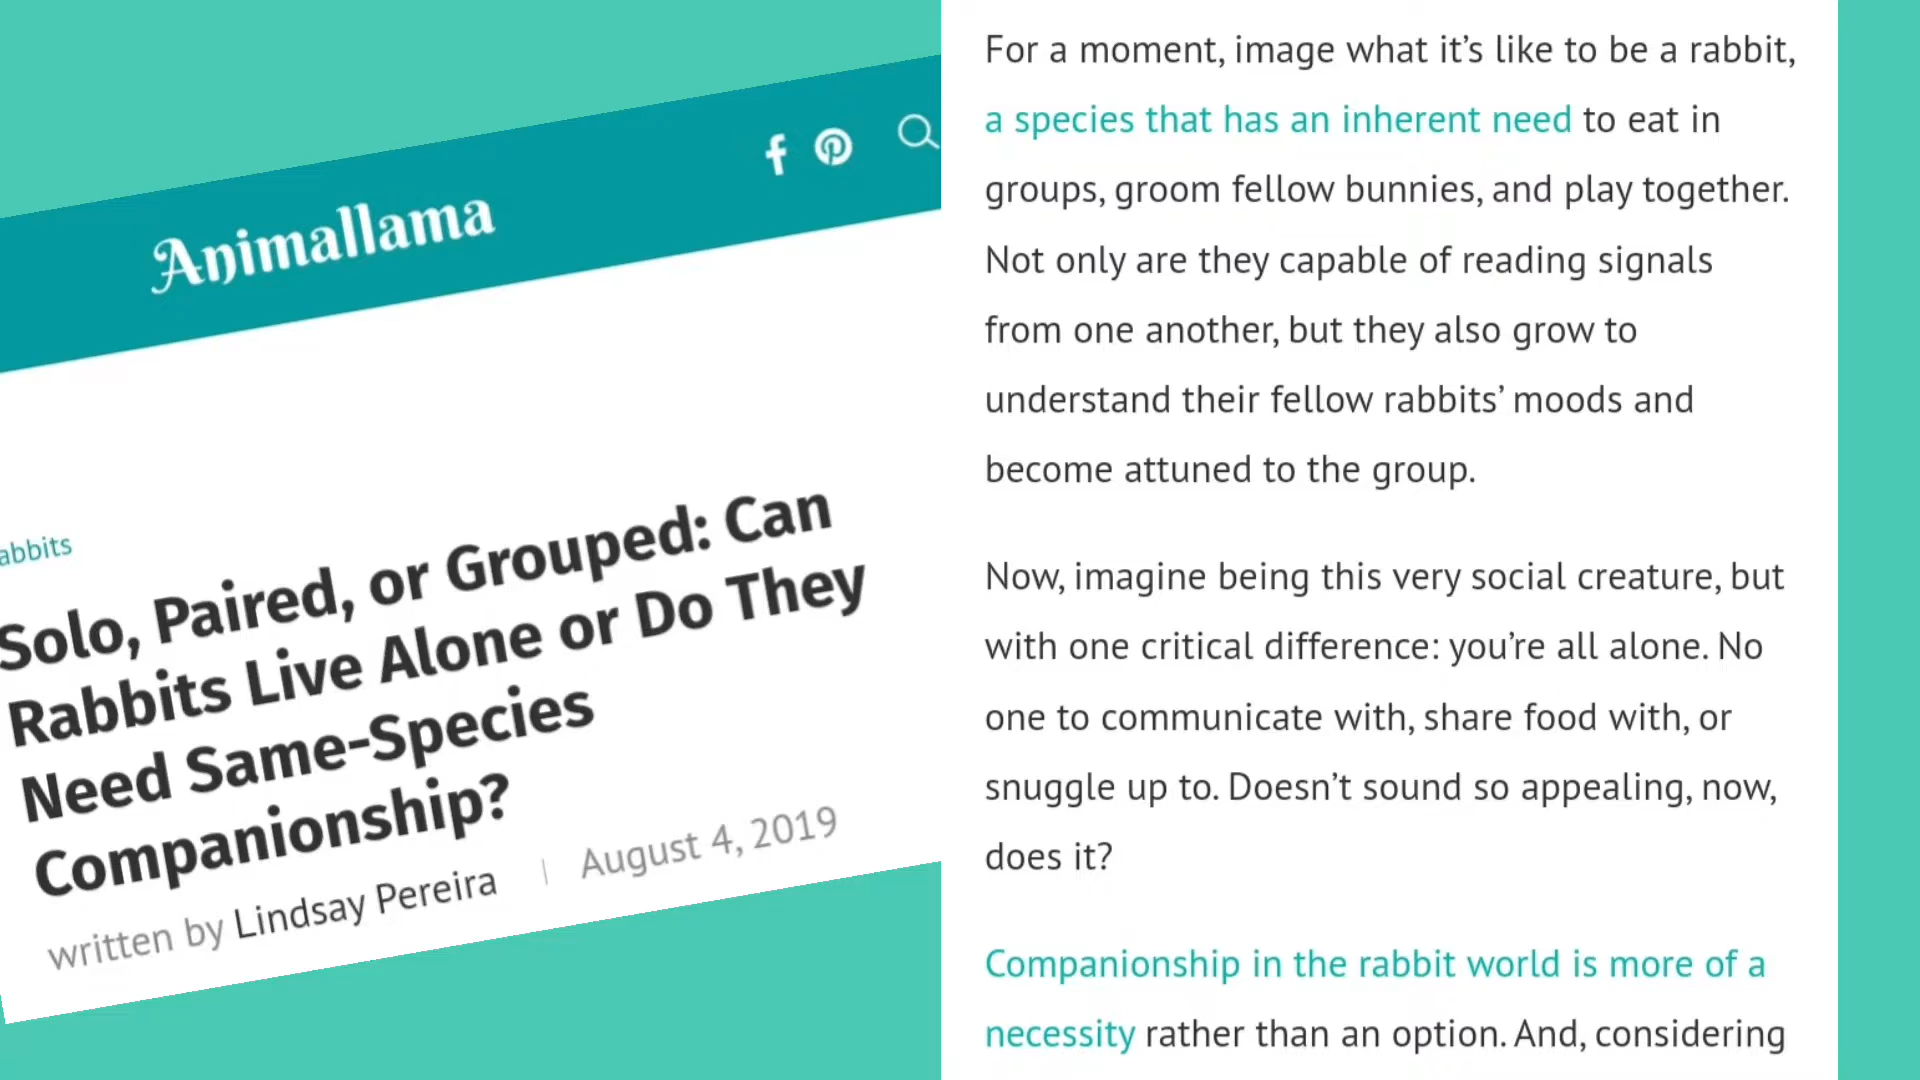 Animallama
abbits
Solo, Paired, or Grouped: Can
Rabbits Live Alone or Do They
Need Same-Species
Companionship?
written by Lindsay Pereira | August 4, 2019
For a moment, image what it’s like to be a rabbit,
a species that has an inherent need to eat in
groups, groom fellow bunnies, and play together.
Not only are they capable of reading signals
from one another, but they also grow to
understand their fellow rabbits’ moods and
become attuned to the group.
Now, imagine being this very social creature, but
with one critical difference: you’re all alone. No
one to communicate with, share food with, or
snuggle up to. Doesn’t sound so appealing, now,
does it?
Companionship in the rabbit world is more of a
necessity rather than an option. And, considering